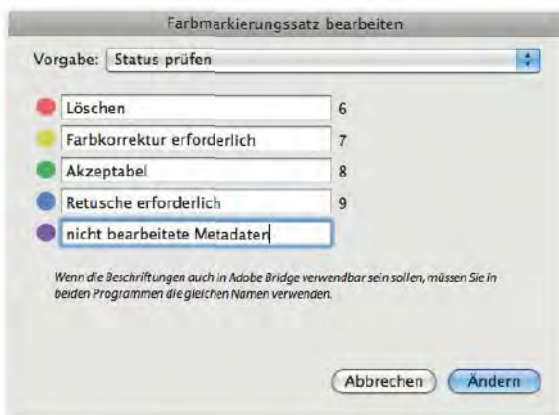 Farbmarkierungssatz bearbeiten
Vorgabe: Status prüfen
Löschen 6
Farbkorrektur erforderlich 7
Akzeptabel 8
Retusche erforderlich 9
nicht bearbeitete Metadaten
Wenn die Beschriftungen auch in Adobe Bridge verwendbar sein sollen, müssen Sie in
beiden Programmen die gleichen Namen verwenden.
Abbrechen Ändern